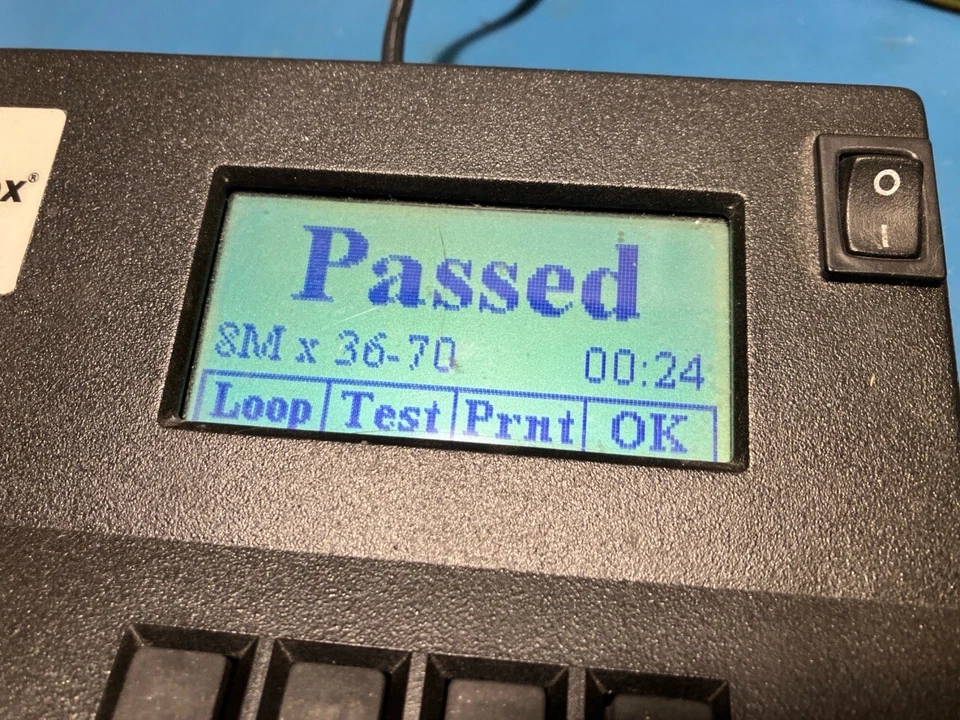 Passed
8M x 36-70 00:24
Loop Test Prnt OK
x®
O
I